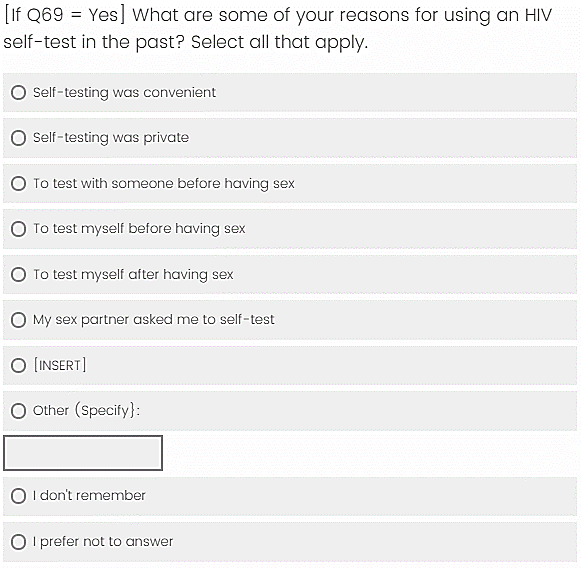 [If Q69 = Yes] What are some of your reasons for using an HIV
self-test in the past? Select all that apply.
Self-testing was convenient
Self-testing was private
To test with someone before having sex
To test myself before having sex
To test myself after having sex
My sex partner asked me to self-test
[INSERT]
Other (Specify}:
I don't remember
I prefer not to answer